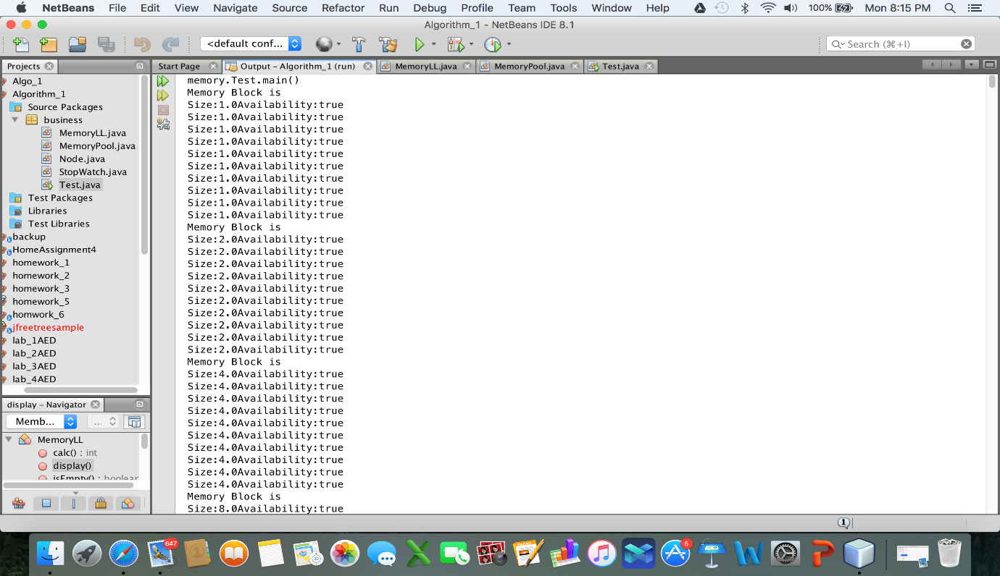 NetBeans File Edit View Navigate Source Refactor Run Debug Profile Team Tools Window Help 100% Mon 8:15 PM
Algorithm_1 - NetBeans IDE 8.1
<default conf... Search (⌘+I)
Projects
Start Page Output - Algorithm_1 (run) MemoryLL.java MemoryPool.java Test.java
Algo_1
Algorithm_1
Source Packages
business
MemoryLL.java
MemoryPool.java
Node.java
StopWatch.java
Test.java
Test Packages
Libraries
Test Libraries
backup
HomeAssignment4
homework_1
homework_2
homework_3
homework_5
homwork_6
jfreetreesample
lab_1AED
lab_2AED
lab_3AED
lab_4AED
display - Navigator
Memb... ...
MemoryLL
calc() : int
display()
isEmpty() : boolean
memory.Test.main()
Memory Block is
Size:1.0Availability:true
Size:1.0Availability:true
Size:1.0Availability:true
Size:1.0Availability:true
Size:1.0Availability:true
Size:1.0Availability:true
Size:1.0Availability:true
Size:1.0Availability:true
Size:1.0Availability:true
Size:1.0Availability:true
Memory Block is
Size:2.0Availability:true
Size:2.0Availability:true
Size:2.0Availability:true
Size:2.0Availability:true
Size:2.0Availability:true
Size:2.0Availability:true
Size:2.0Availability:true
Size:2.0Availability:true
Size:2.0Availability:true
Size:2.0Availability:true
Memory Block is
Size:4.0Availability:true
Size:4.0Availability:true
Size:4.0Availability:true
Size:4.0Availability:true
Size:4.0Availability:true
Size:4.0Availability:true
Size:4.0Availability:true
Size:4.0Availability:true
Size:4.0Availability:true
Size:4.0Availability:true
Memory Block is
Size:8.0Availability:true
1
647
5